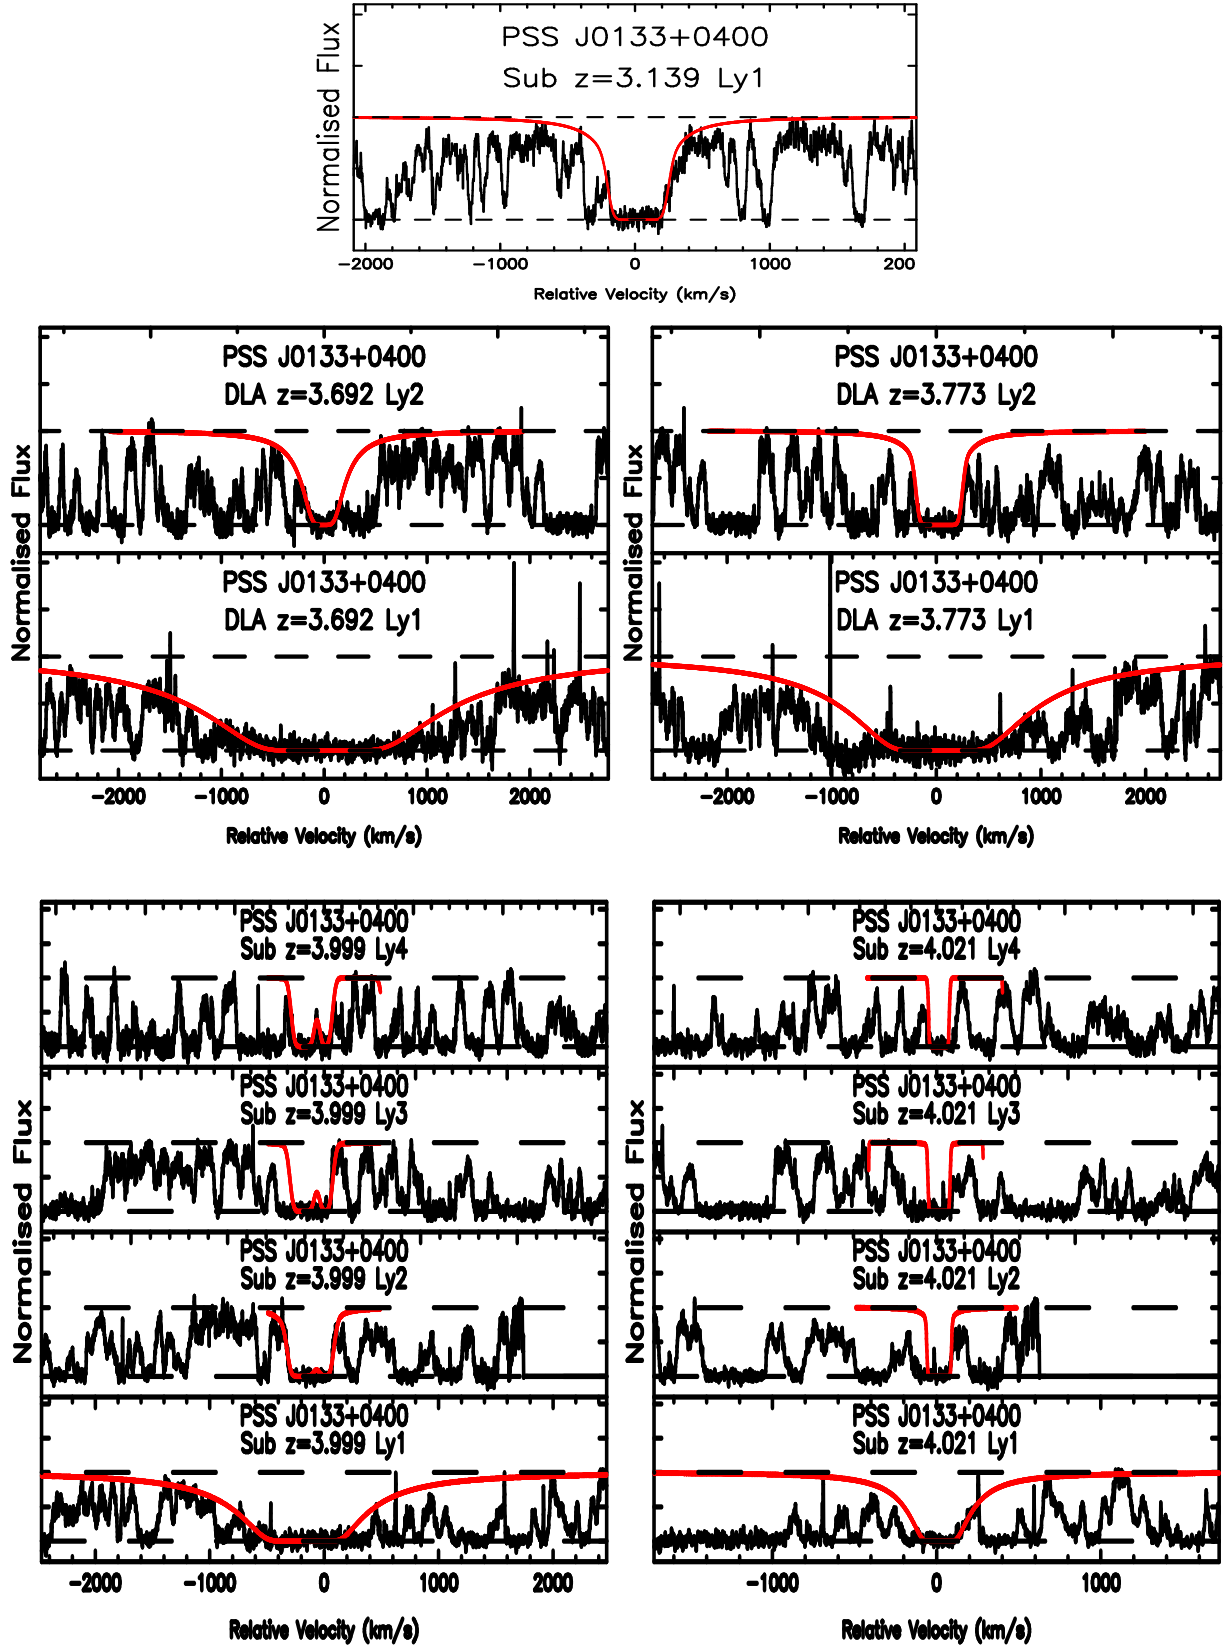 PSS J0133+0400
Sub z=3.139 Ly1
Normalised Flux
−2000 −1000 0 1000 200
Relative Velocity (km/s)
PSS J0133+0400
DLA z=3.692 Ly2
PSS J0133+0400
DLA z=3.692 Ly1
Normalised Flux
−2000 −1000 0 1000 2000
Relative Velocity (km/s)
PSS J0133+0400
DLA z=3.773 Ly2
PSS J0133+0400
DLA z=3.773 Ly1
Normalised Flux
−2000 −1000 0 1000 2000
Relative Velocity (km/s)
PSS J0133+0400
Sub z=3.999 Ly4
PSS J0133+0400
Sub z=3.999 Ly3
PSS J0133+0400
Sub z=3.999 Ly2
PSS J0133+0400
Sub z=3.999 Ly1
Normalised Flux
−2000 −1000 0 1000 2000
Relative Velocity (km/s)
PSS J0133+0400
Sub z=4.021 Ly4
PSS J0133+0400
Sub z=4.021 Ly3
PSS J0133+0400
Sub z=4.021 Ly2
PSS J0133+0400
Sub z=4.021 Ly1
Normalised Flux
−1000 0 1000
Relative Velocity (km/s)